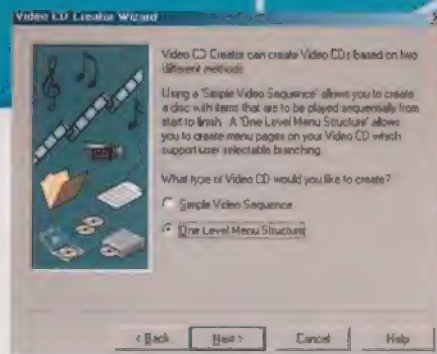 Video CD Creator Wizard
Video CD Creator can create Video CDs based on two
different methods.
Using a 'Simple Video Sequence' allows you to create
a disc with items that are to be played sequentially from
start to finish. A 'One Level Menu Structure' allows
you to create menu pages on your Video CD which
support user selectable branching.
What type of Video CD would you like to create?
Simple Video Sequence
One Level Menu Structure
< Back Next > Cancel Help